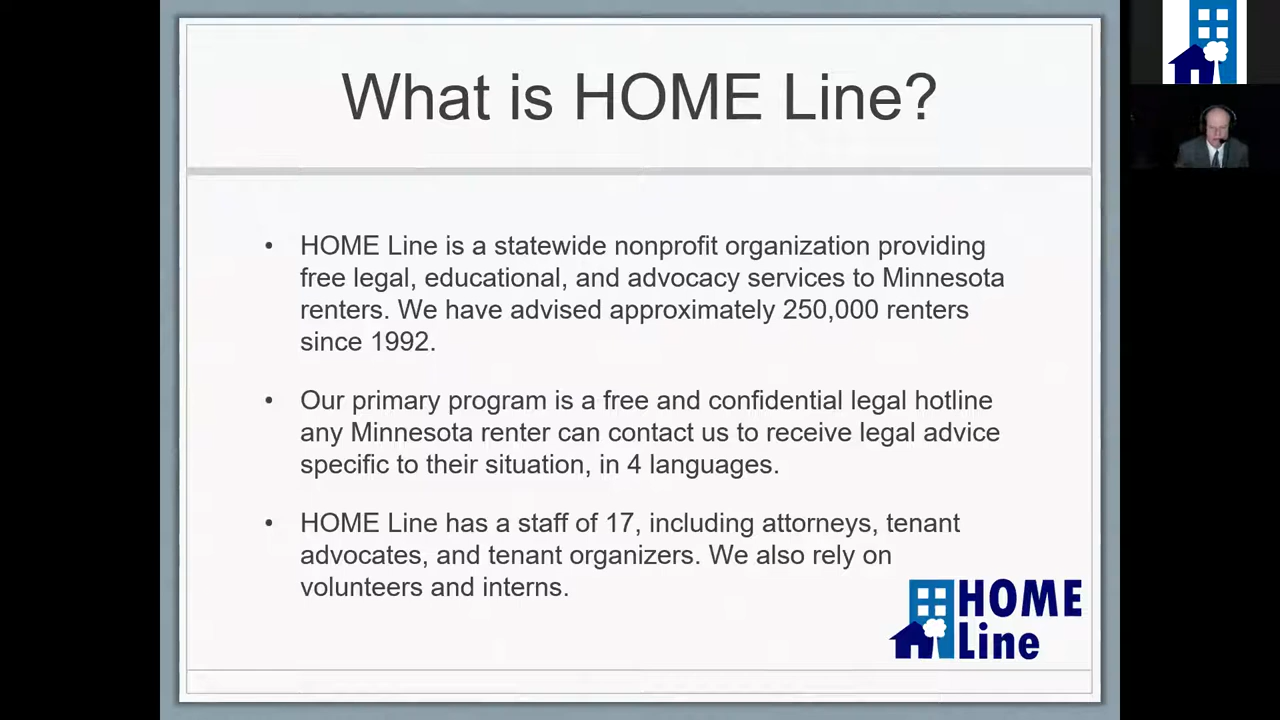 What is HOME Line?
• HOME Line is a statewide nonprofit organization providing
free legal, educational, and advocacy services to Minnesota
renters. We have advised approximately 250,000 renters
since 1992.
• Our primary program is a free and confidential legal hotline
any Minnesota renter can contact us to receive legal advice
specific to their situation, in 4 languages.
• HOME Line has a staff of 17, including attorneys, tenant
advocates, and tenant organizers. We also rely on
volunteers and interns.
HOME
Line